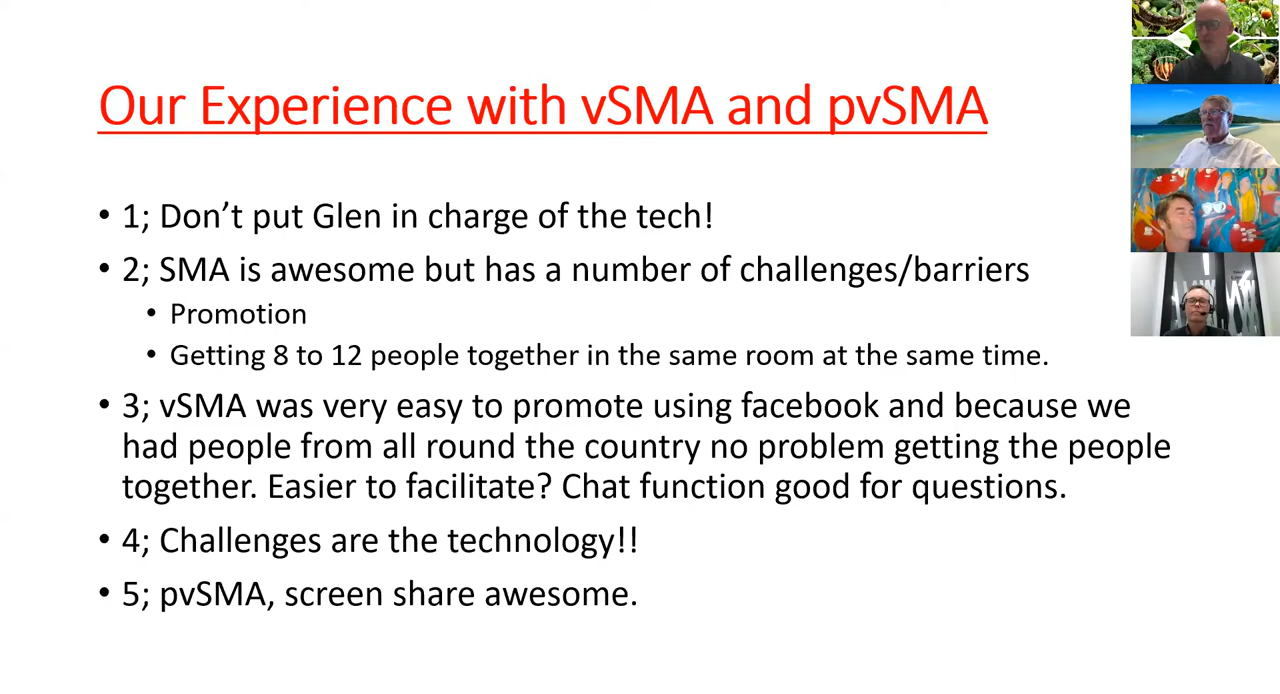 Our Experience with vSMA and pvSMA
• 1; Don’t put Glen in charge of the tech!
• 2; SMA is awesome but has a number of challenges/barriers
• Promotion
• Getting 8 to 12 people together in the same room at the same time.
• 3; vSMA was very easy to promote using facebook and because we
had people from all round the country no problem getting the people
together. Easier to facilitate? Chat function good for questions.
• 4; Challenges are the technology!!
• 5; pvSMA, screen share awesome.